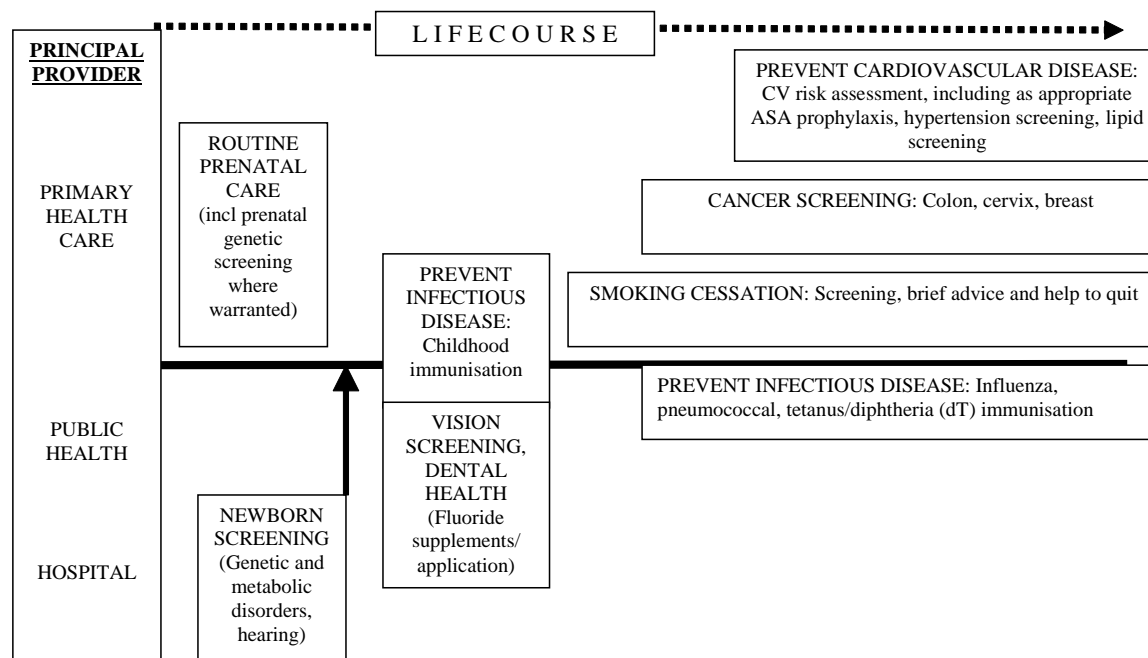 L I F E C O U R S E
PRINCIPAL
PROVIDER
PRIMARY
HEALTH
CARE
PUBLIC
HEALTH
HOSPITAL
ROUTINE
PRENATAL
CARE
(incl prenatal
genetic
screening
where
warranted)
NEWBORN
SCREENING
(Genetic and
metabolic
disorders,
hearing)
PREVENT
INFECTIOUS
DISEASE:
Childhood
immunisation
VISION
SCREENING,
DENTAL
HEALTH
(Fluoride
supplements/
application)
PREVENT CARDIOVASCULAR DISEASE:
CV risk assessment, including as appropriate
ASA prophylaxis, hypertension screening, lipid
screening
CANCER SCREENING: Colon, cervix, breast
SMOKING CESSATION: Screening, brief advice and help to quit
PREVENT INFECTIOUS DISEASE: Influenza,
pneumococcal, tetanus/diphtheria (dT) immunisation